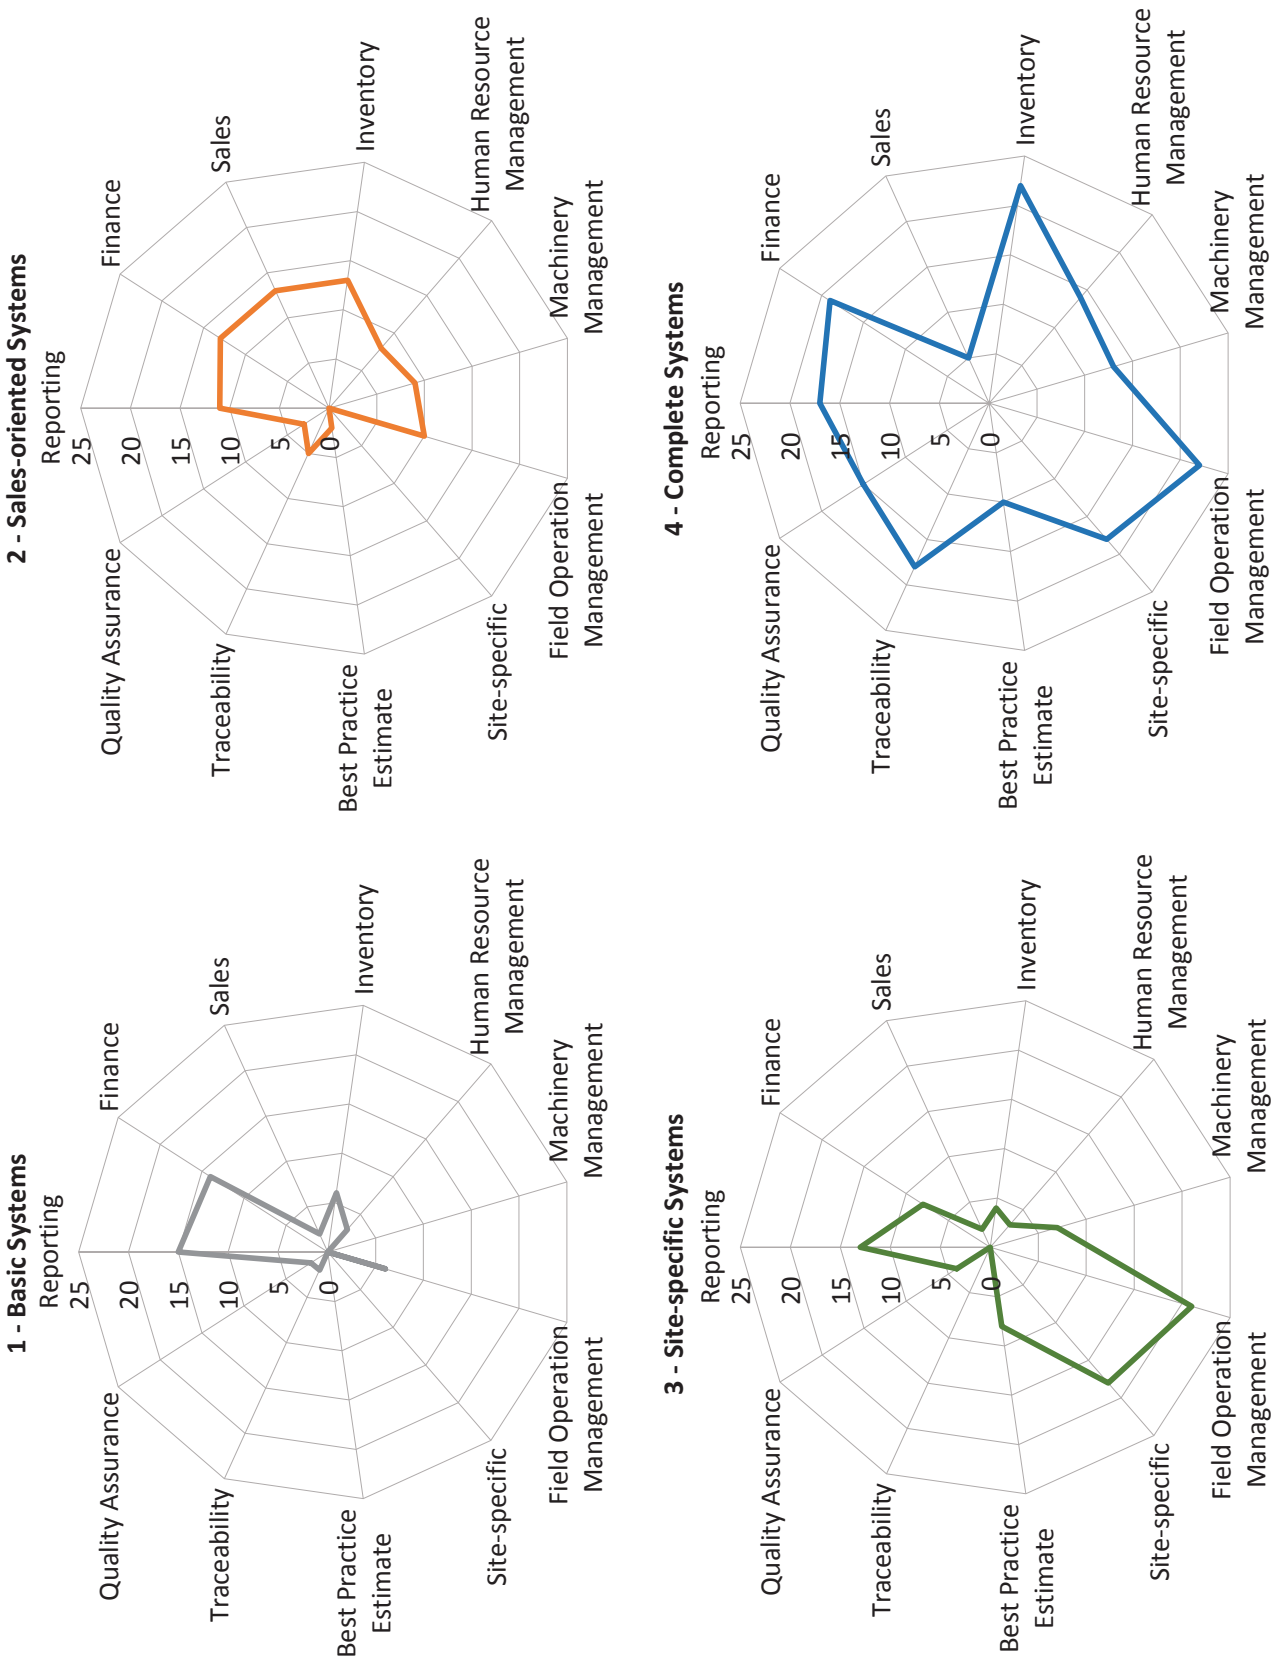 1 - Basic Systems
Reporting
25
20
15
10
5
0
Finance
Sales
Inventory
Human Resource
Management
Machinery
Management
Field Operation
Management
Site-specific
Best Practice
Estimate
Traceability
Quality Assurance
2 - Sales-oriented Systems
Reporting
25
20
15
10
5
0
Finance
Sales
Inventory
Human Resource
Management
Machinery
Management
Field Operation
Management
Site-specific
Best Practice
Estimate
Traceability
Quality Assurance
3 - Site-specific Systems
Reporting
25
20
15
10
5
0
Finance
Sales
Inventory
Human Resource
Management
Machinery
Management
Field Operation
Management
Site-specific
Best Practice
Estimate
Traceability
Quality Assurance
4 - Complete Systems
Reporting
25
20
15
10
5
0
Finance
Sales
Inventory
Human Resource
Management
Machinery
Management
Field Operation
Management
Site-specific
Best Practice
Estimate
Traceability
Quality Assurance